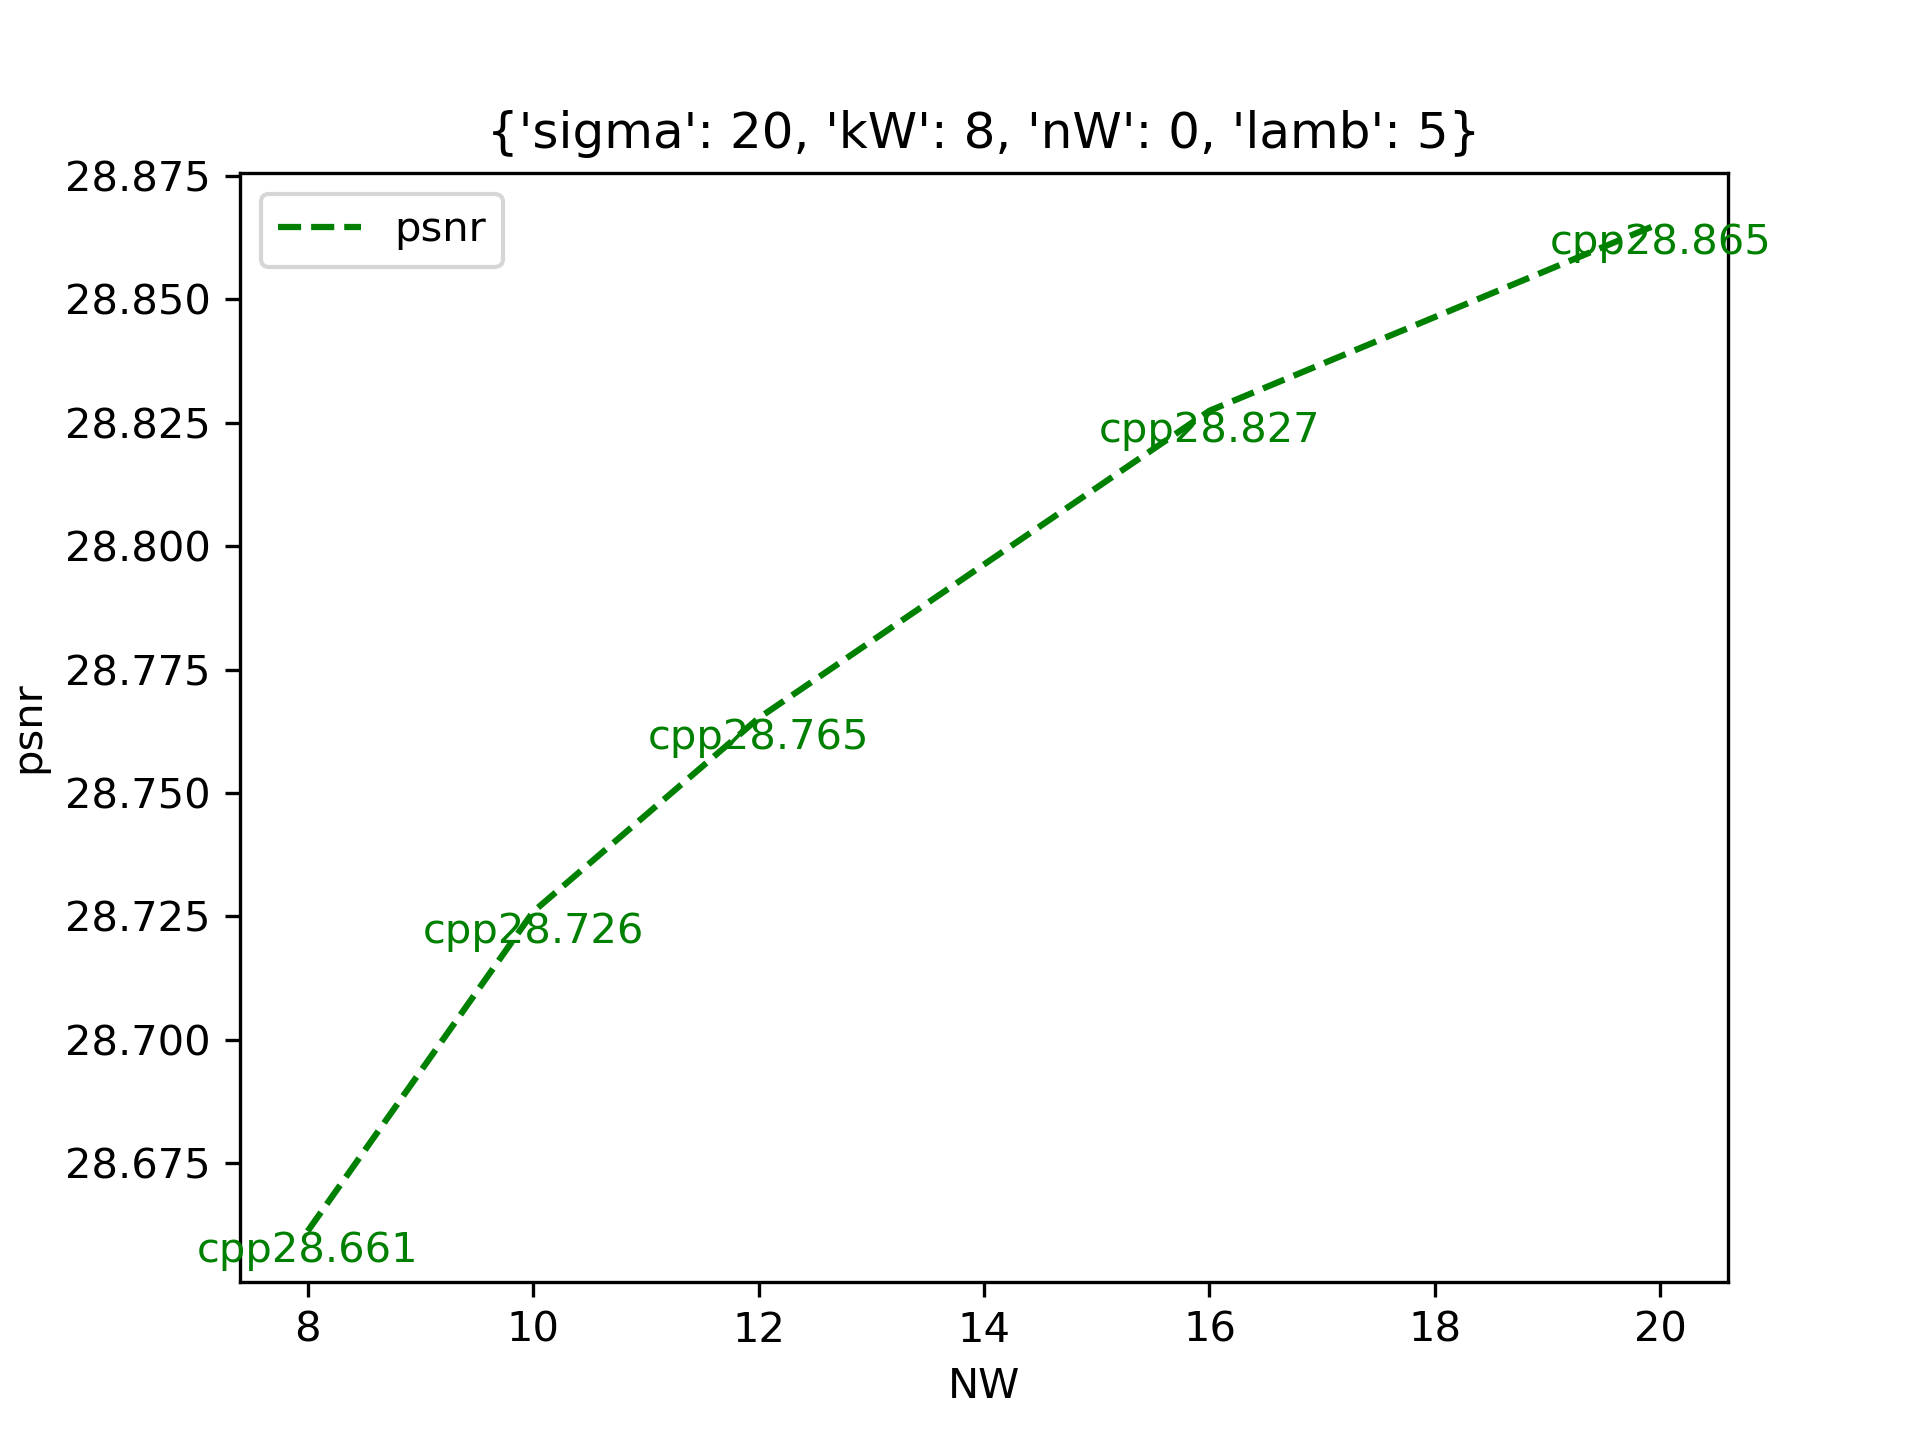 {'sigma': 20, 'kW': 8, 'nW': 0, 'lamb': 5}
28.875
psnr
cpp28.865
28.850
28.825
cpp28.827
28.800
28.775
cpp28.765
psnr
28.750
28.725
cpp28.726
28.700
28.675
cpp28.661
8 10 12 14 16 18 20
NW